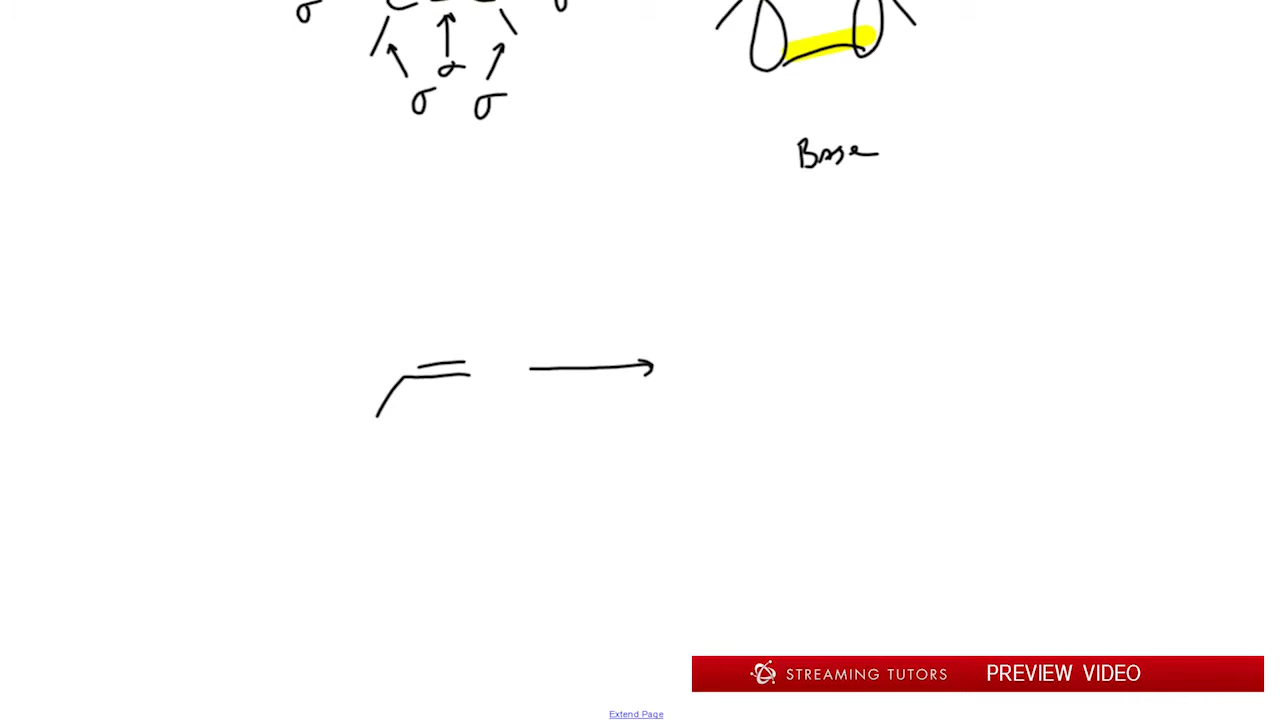 σ
σ
σ σ
Base
STREAMING TUTORS PREVIEW VIDEO
Extend Page